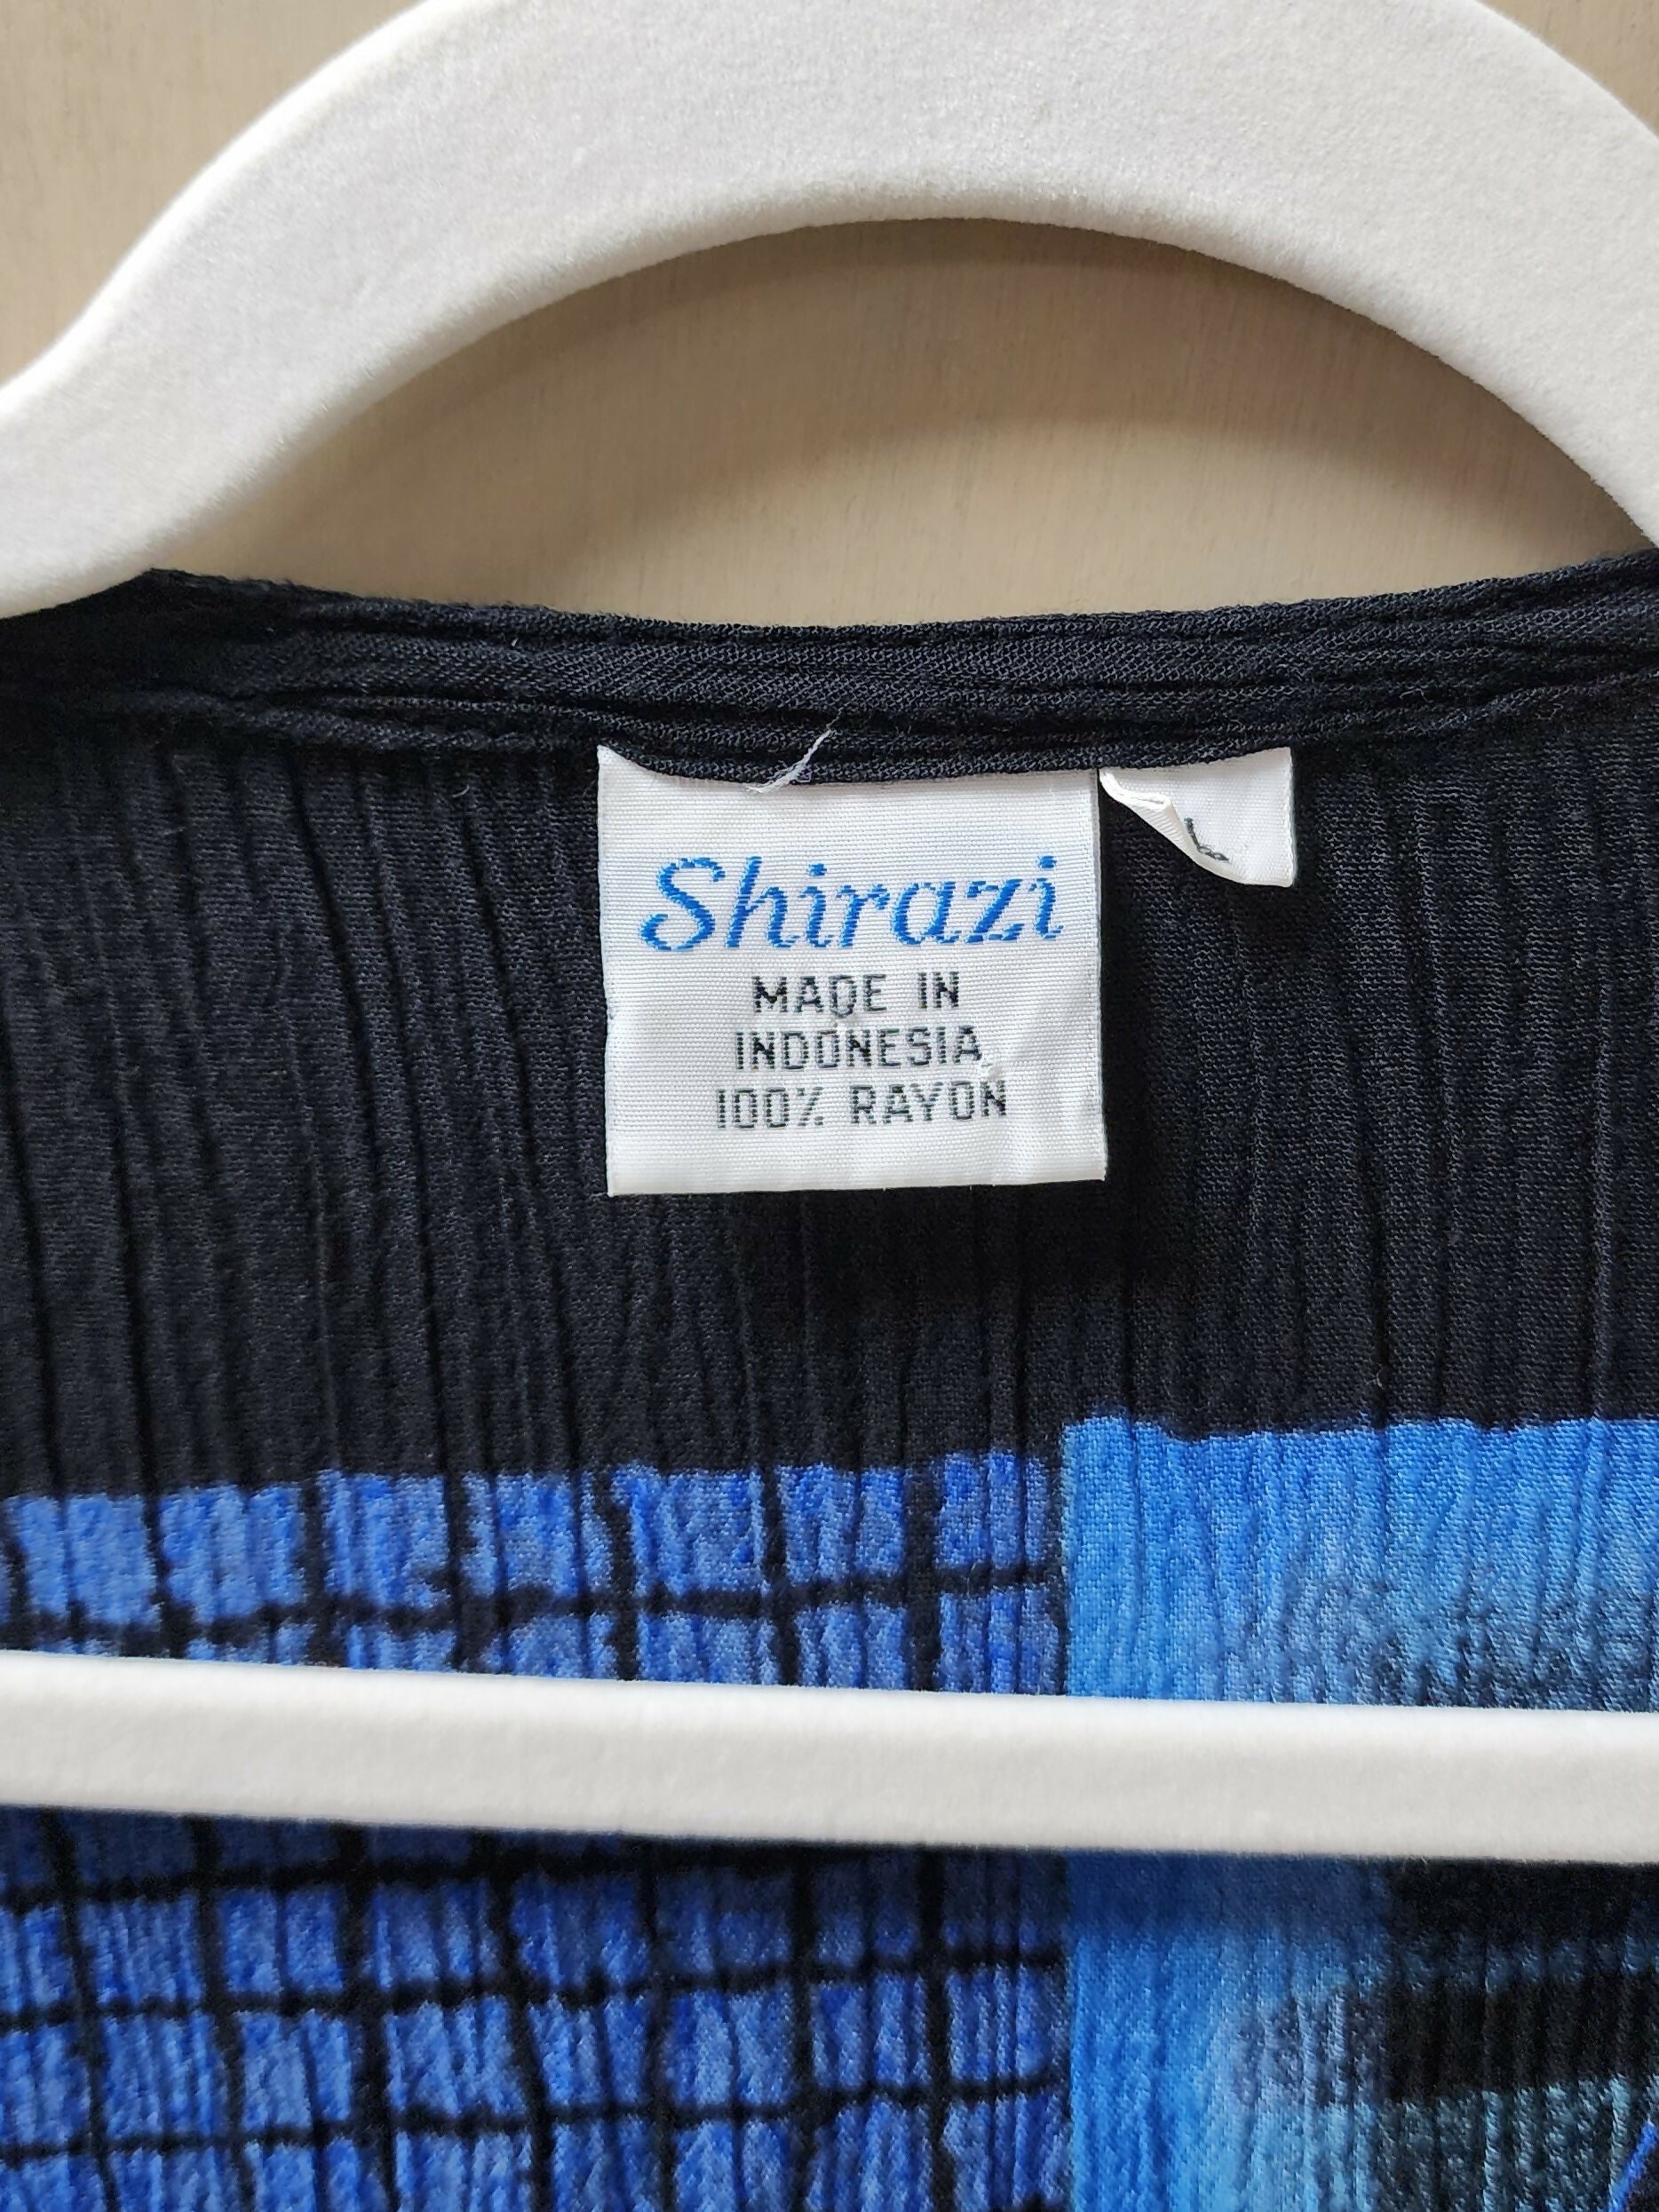 Shirazi
MADE IN
INDONESIA
100% RAYON
L